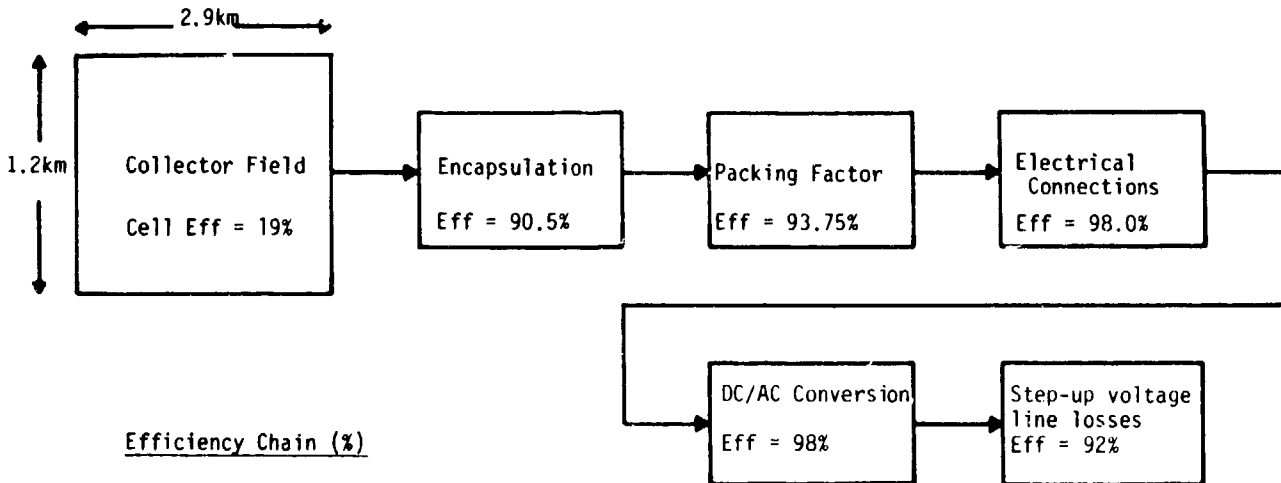 2.9km
1.2km
Collector Field
Cell Eff = 19%
Encapsulation
Eff = 90.5%
Packing Factor
Eff = 93.75%
Electrical
Connections
Eff = 98.0%
DC/AC Conversion
Eff = 98%
Step-up voltage
line losses
Eff = 92%
Efficiency Chain (%)